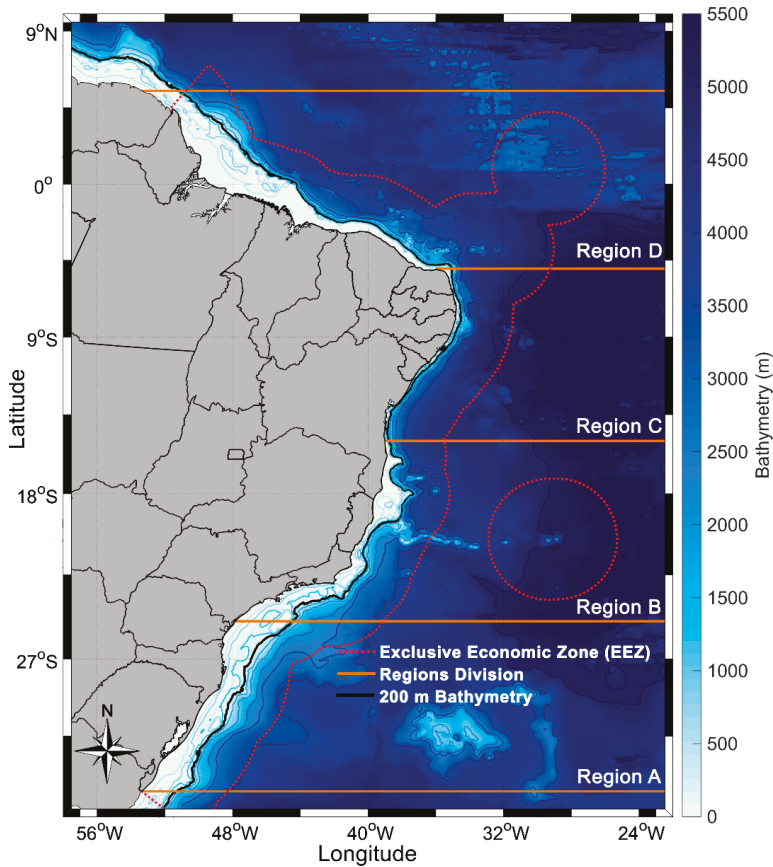 9°N
0°
9°S
18°S
27°S
Latitude
56°W
48°W
40°W
32°W
24°W
Longitude
Region D
Region C
Region B
Exclusive Economic Zone (EEZ)
Regions Division
200 m Bathymetry
Region A
N
5500
5000
4500
4000
3500
3000
2500
2000
1500
1000
500
0
Bathymetry (m)